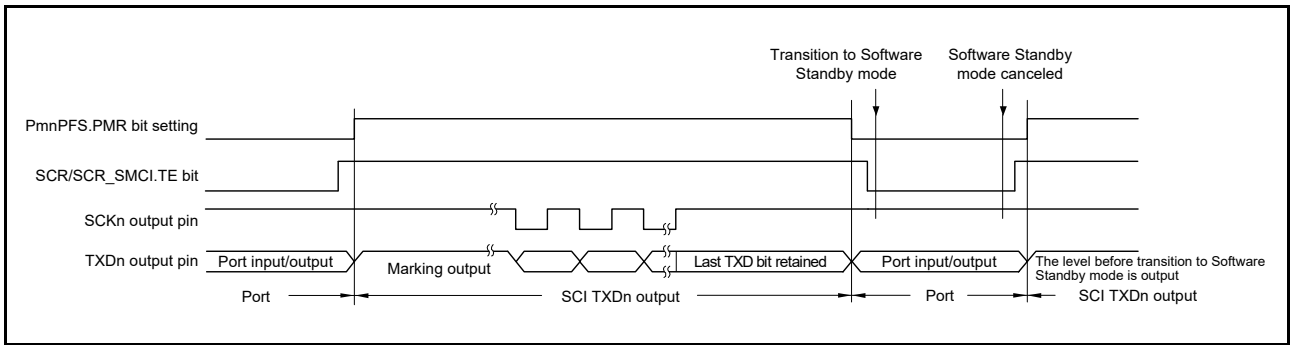 Transition to Software
Standby mode
Software Standby
mode canceled
PmnPFS.PMR bit setting
SCR/SCR_SMCI.TE bit
SCKn output pin
TXDn output pin
Port input/output
Marking output
Last TXD bit retained
Port input/output
The level before transition to Software
Standby mode is output
Port
SCI TXDn output
Port
SCI TXDn output